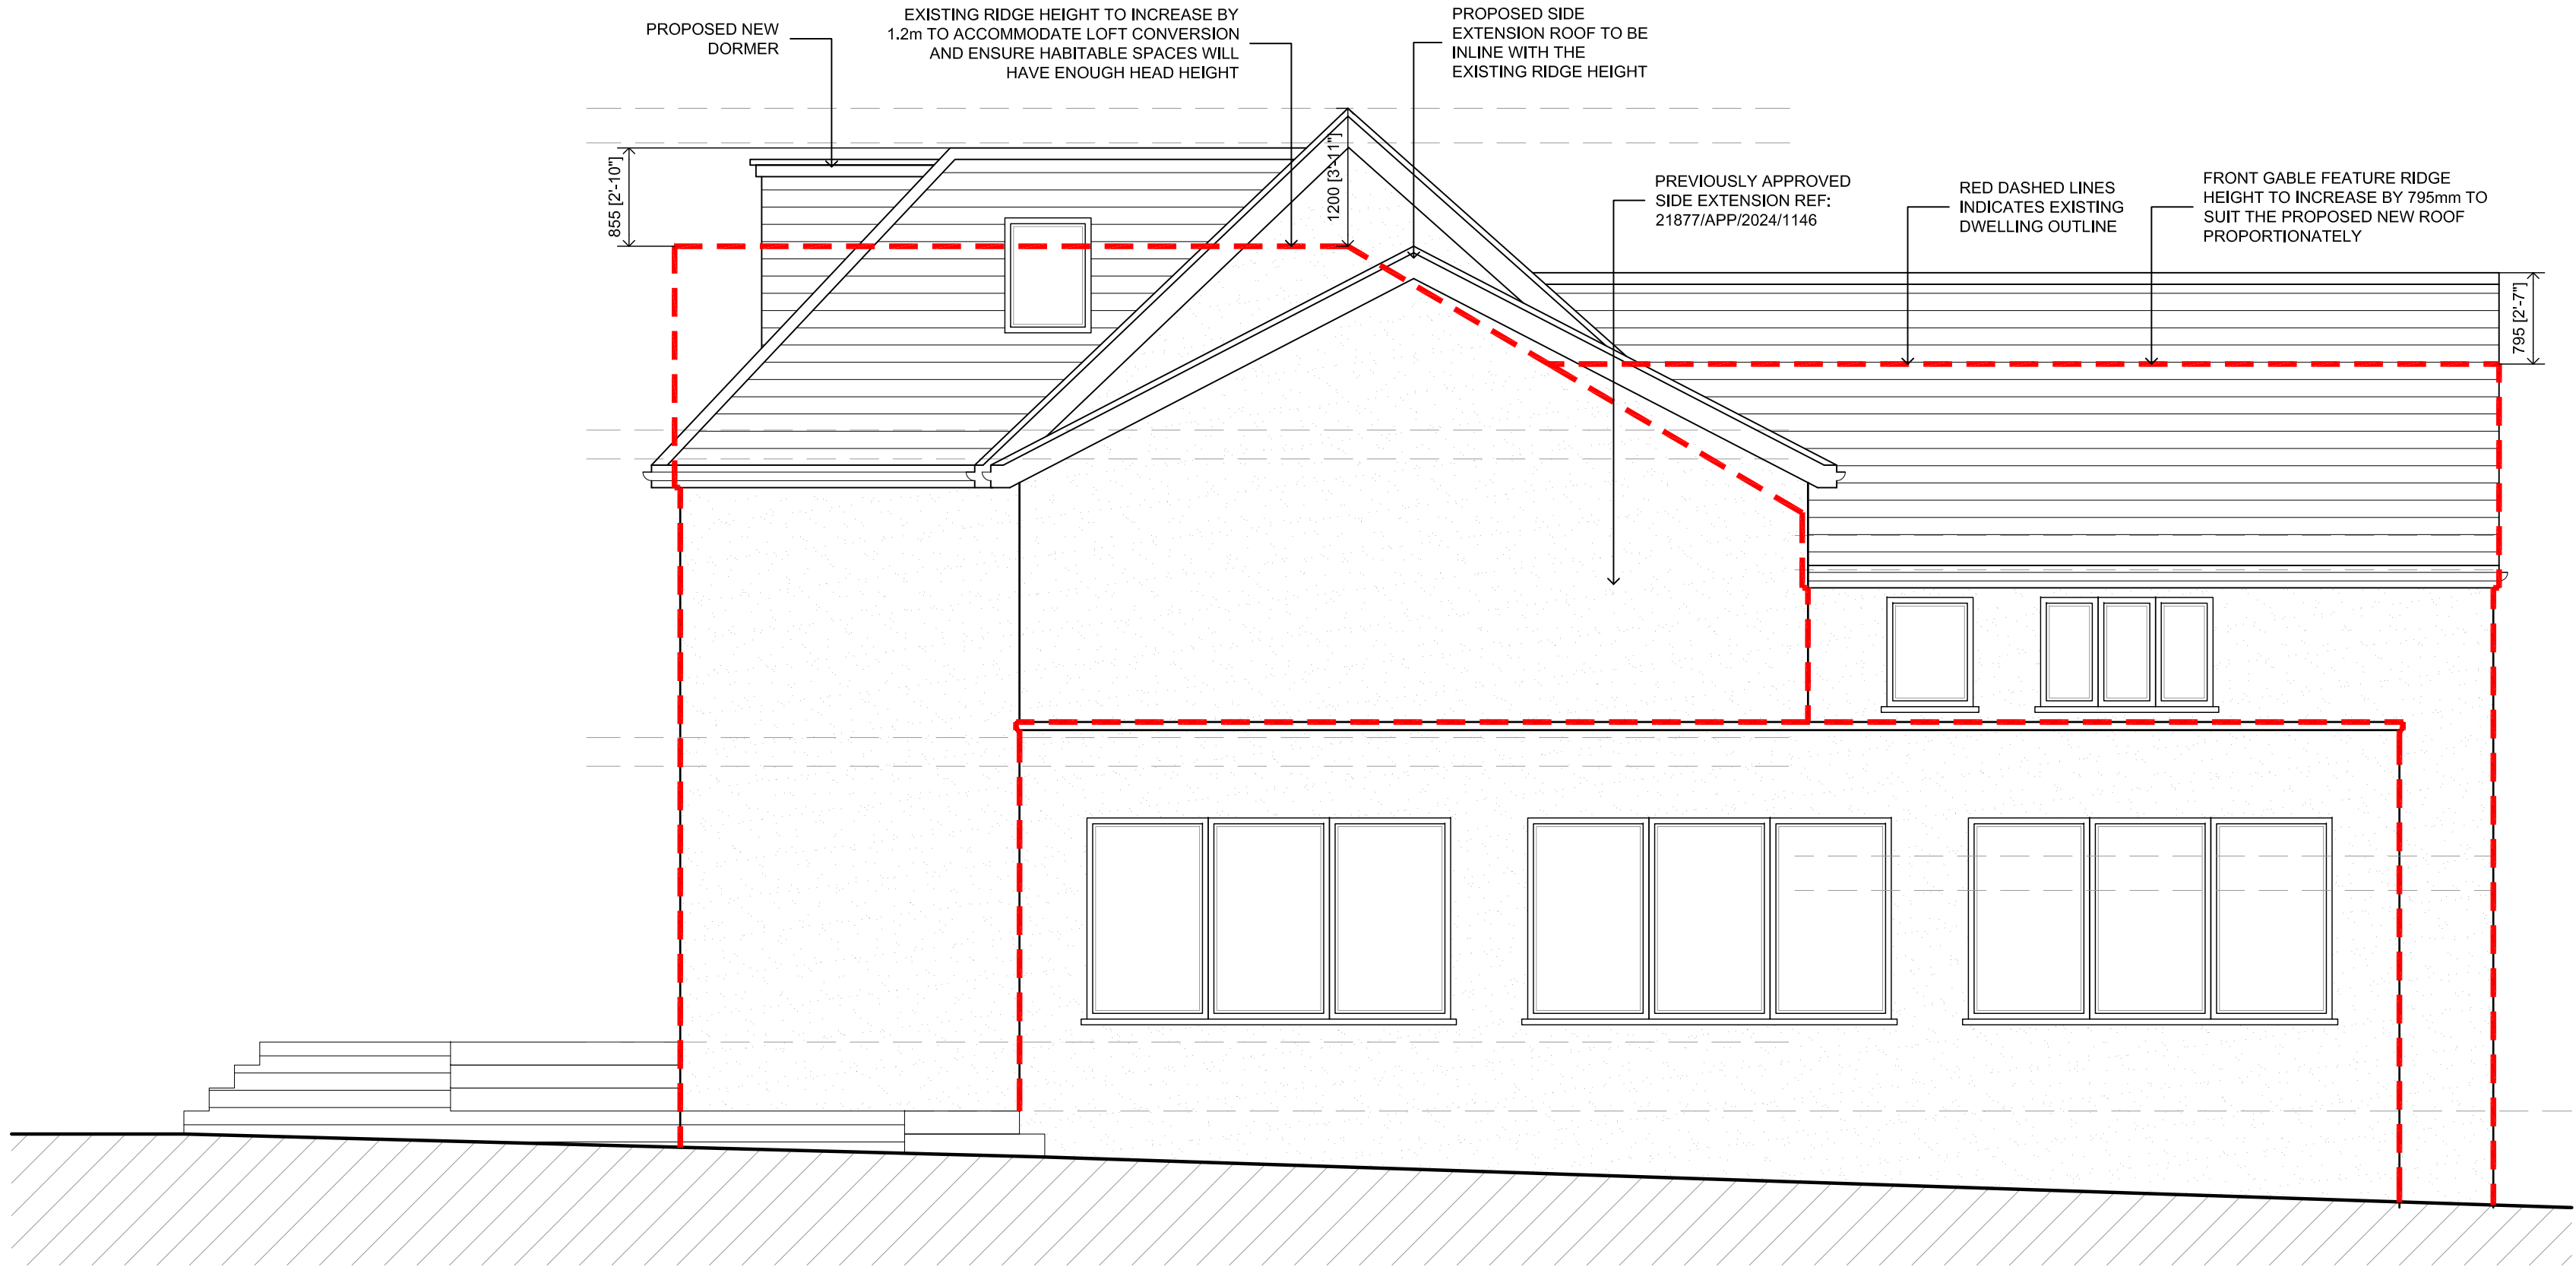 PROPOSED NEW
DORMER
EXISTING RIDGE HEIGHT TO INCREASE BY
1.2m TO ACCOMMODATE LOFT CONVERSION
AND ENSURE HABITABLE SPACES WILL
HAVE ENOUGH HEAD HEIGHT
PROPOSED SIDE
EXTENSION ROOF TO BE
INLINE WITH THE
EXISTING RIDGE HEIGHT
855 [2'-10"]
1200 [3'-11"]
PREVIOUSLY APPROVED
SIDE EXTENSION REF:
21877/APP/2024/1146
RED DASHED LINES
INDICATES EXISTING
DWELLING OUTLINE
FRONT GABLE FEATURE RIDGE
HEIGHT TO INCREASE BY 795mm TO
SUIT THE PROPOSED NEW ROOF
PROPORTIONATELY
795 [2'-7"]